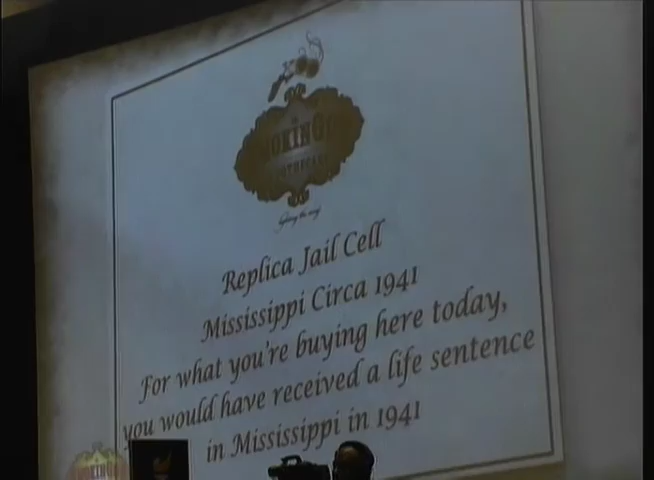 Replica Jail Cell
Mississippi Circa 1941
For what you're buying here today,
you would have received a life sentence
in Mississippi in 1941